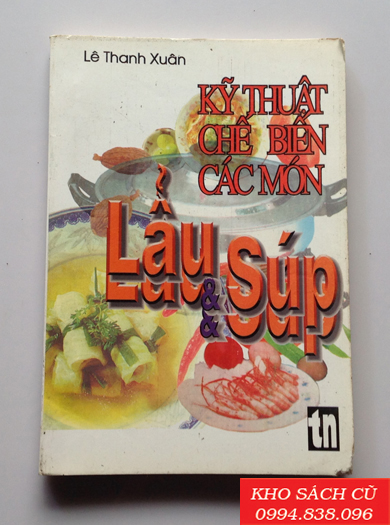 Lê Thanh Xuân
KỸ THUẬT
CHẾ BIẾN
CÁC MÓN
Lẩu
& Súp
tn
KHO SÁCH CŨ
0994.838.096